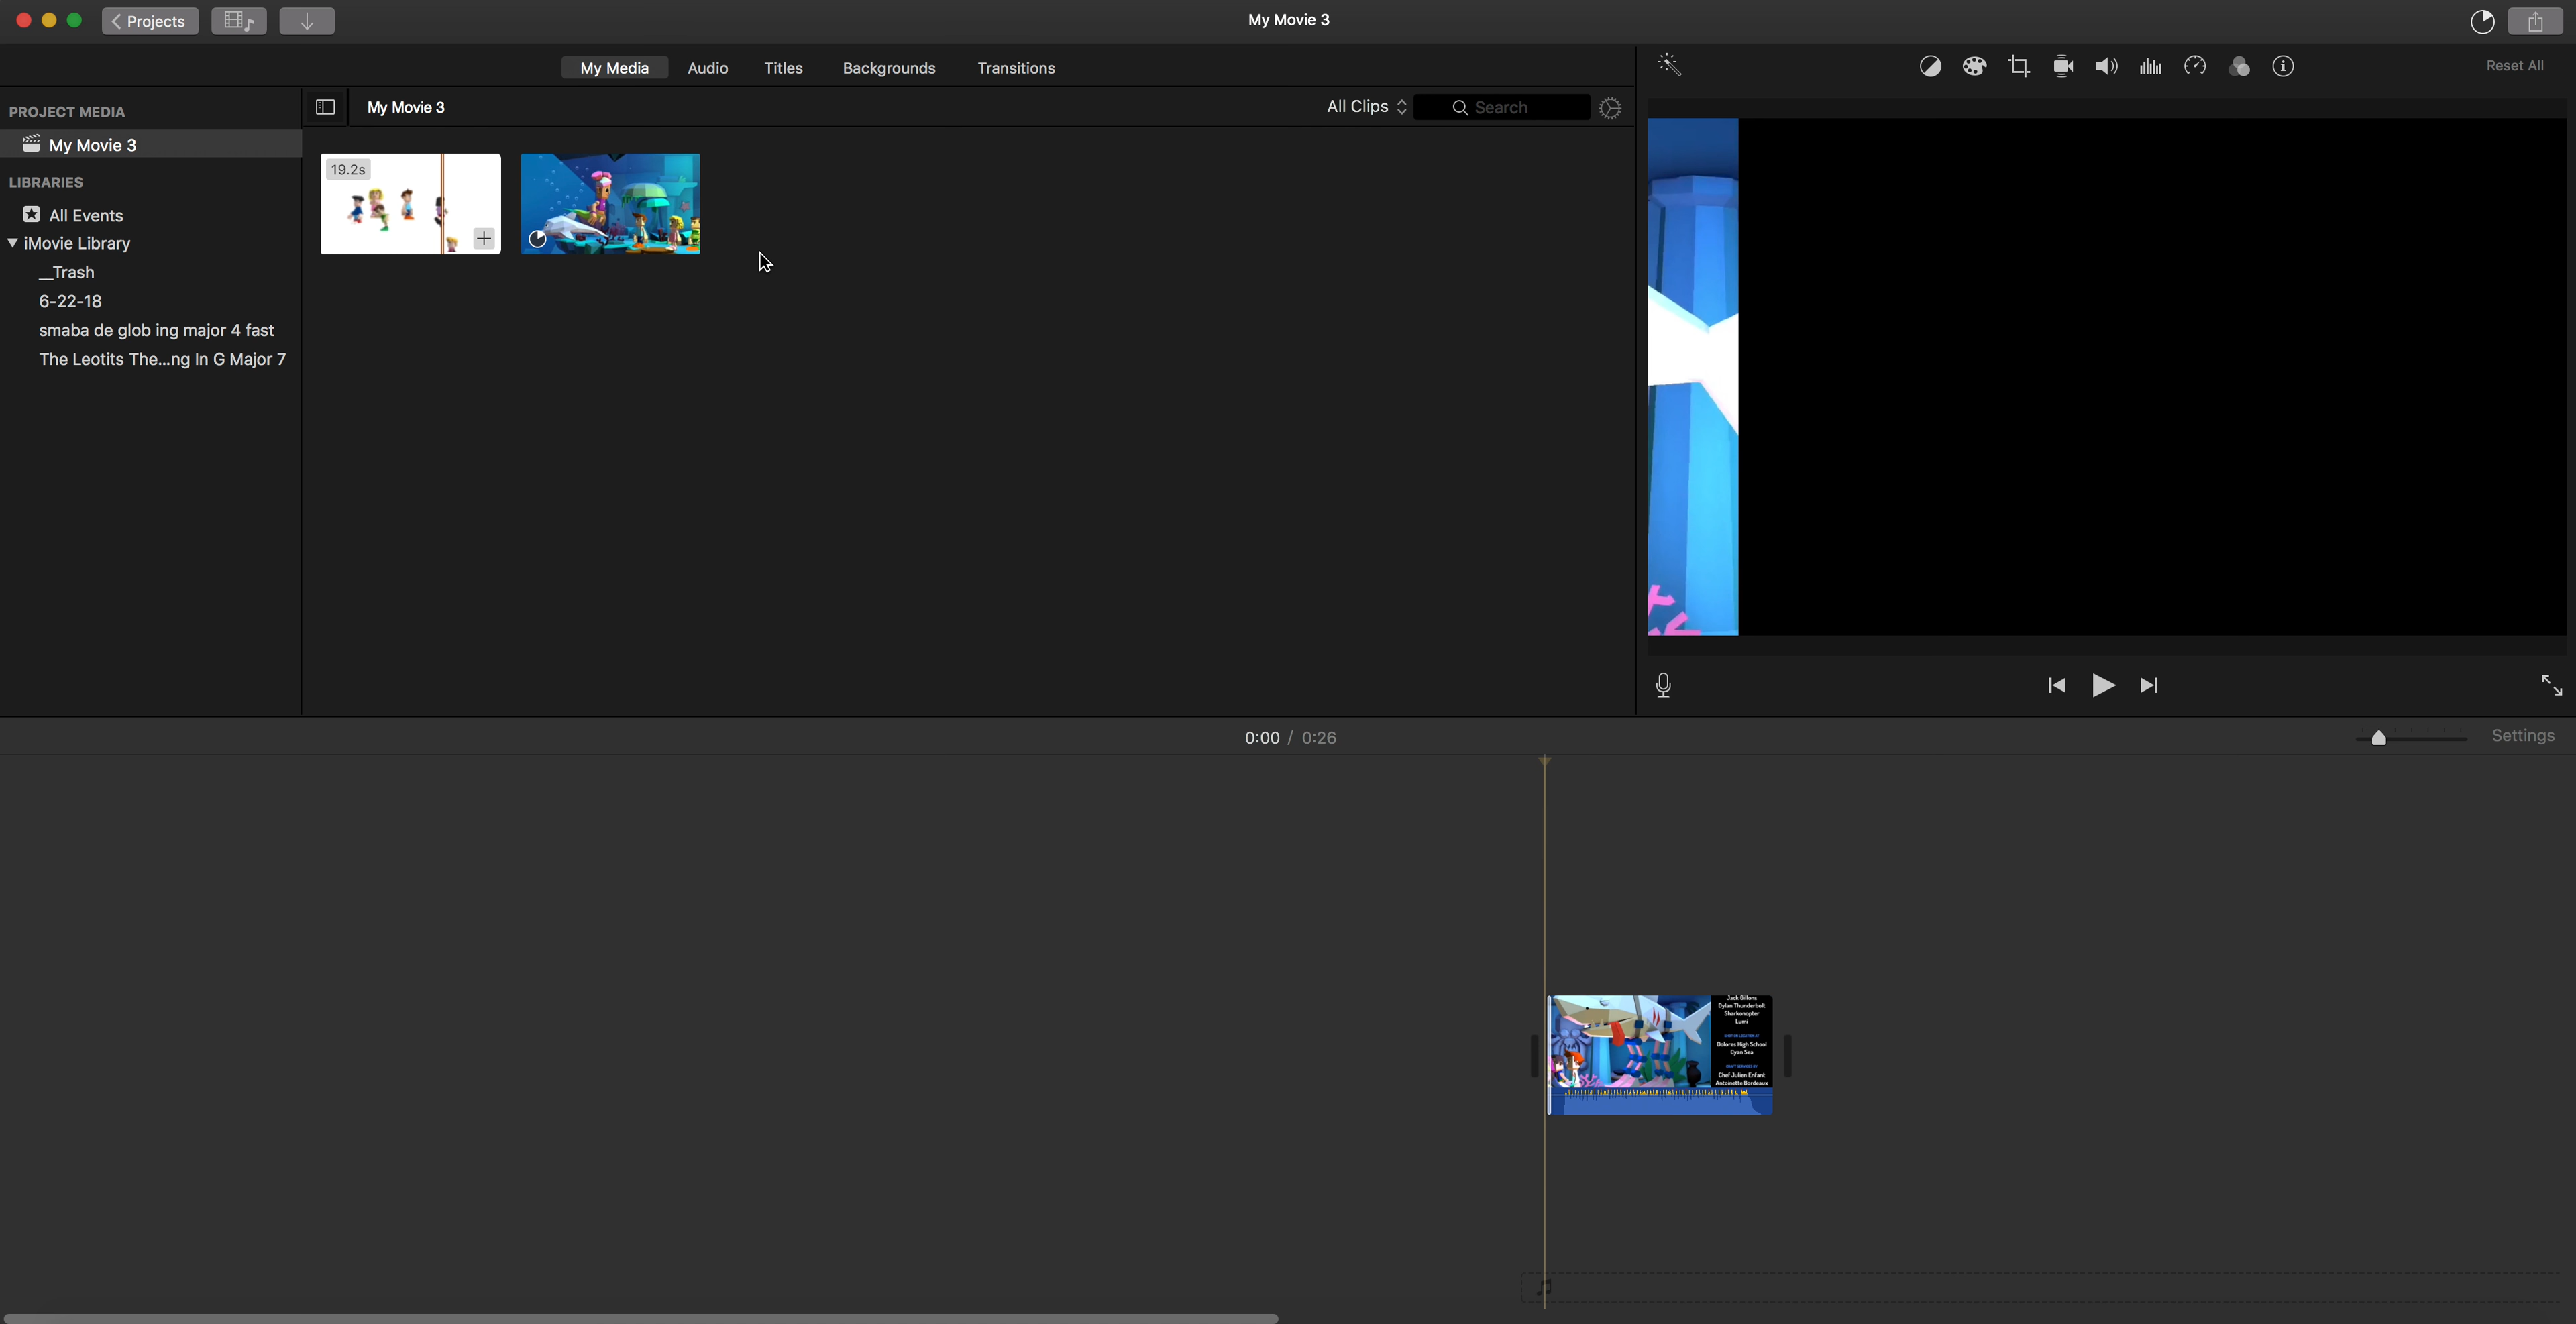 Projects
My Movie 3
My Media
Audio
Titles
Backgrounds
Transitions
Reset All
PROJECT MEDIA
My Movie 3
All Clips
Search
My Movie 3
LIBRARIES
All Events
iMovie Library
__Trash
6-22-18
smaba de glob ing major 4 fast
The Leotits The...ng In G Major 7
19.2s
0:00 / 0:26
Settings
Jack Gillons
Dylan Thunderbelt
Sharkanopter
Lumi
Dolores High School
Cyan Sea
Chef Julien Enfant
Antoinette Bordeaux